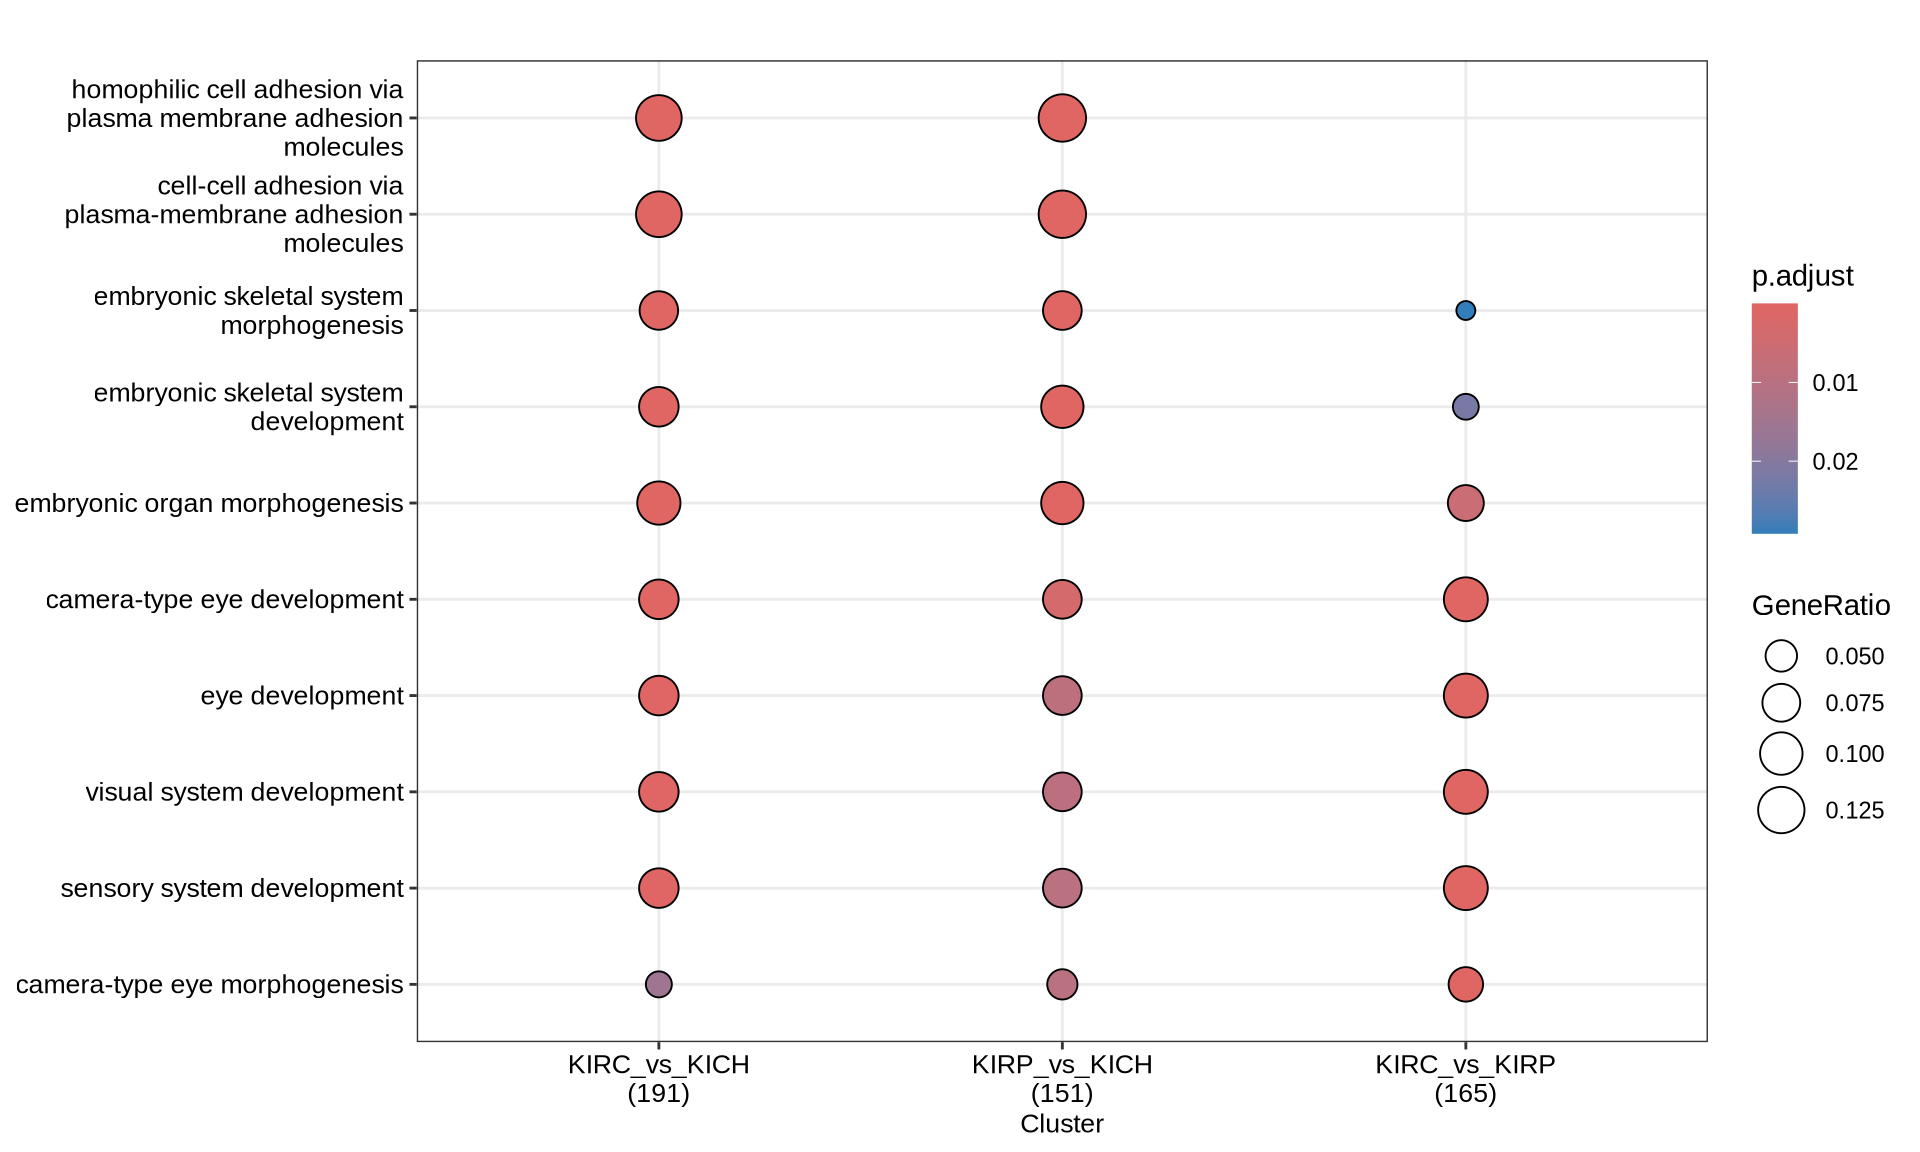 homophilic cell adhesion via
plasma membrane adhesion
molecules
cell-cell adhesion via
plasma-membrane adhesion
molecules
embryonic skeletal system
morphogenesis
embryonic skeletal system
development
embryonic organ morphogenesis
camera-type eye development
eye development
visual system development
sensory system development
camera-type eye morphogenesis
KIRC_vs_KICH
(191)
KIRP_vs_KICH
(151)
KIRC_vs_KIRP
(165)
Cluster
p.adjust
0.01
0.02
GeneRatio
0.050
0.075
0.100
0.125